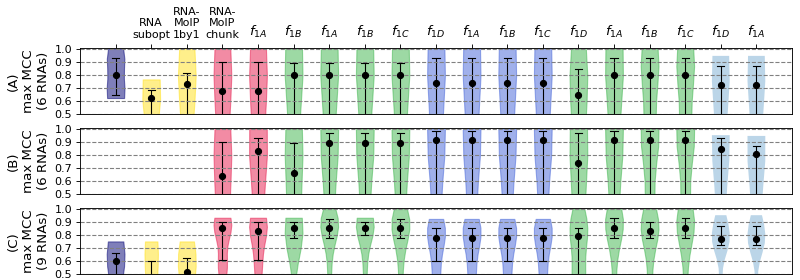 RNA subopt
RNA-MoIP 1by1
RNA-MoIP chunk
f1A
f1B
f1A
f1B
f1C
f1D
f1A
f1B
f1C
f1D
f1A
f1B
f1C
f1D
f1A
(A)
max MCC
(6 RNAs)
1.0
0.9
0.8
0.7
0.6
0.5
(B)
max MCC
(6 RNAs)
1.0
0.9
0.8
0.7
0.6
0.5
(C)
max MCC
(9 RNAs)
1.0
0.9
0.8
0.7
0.6
0.5